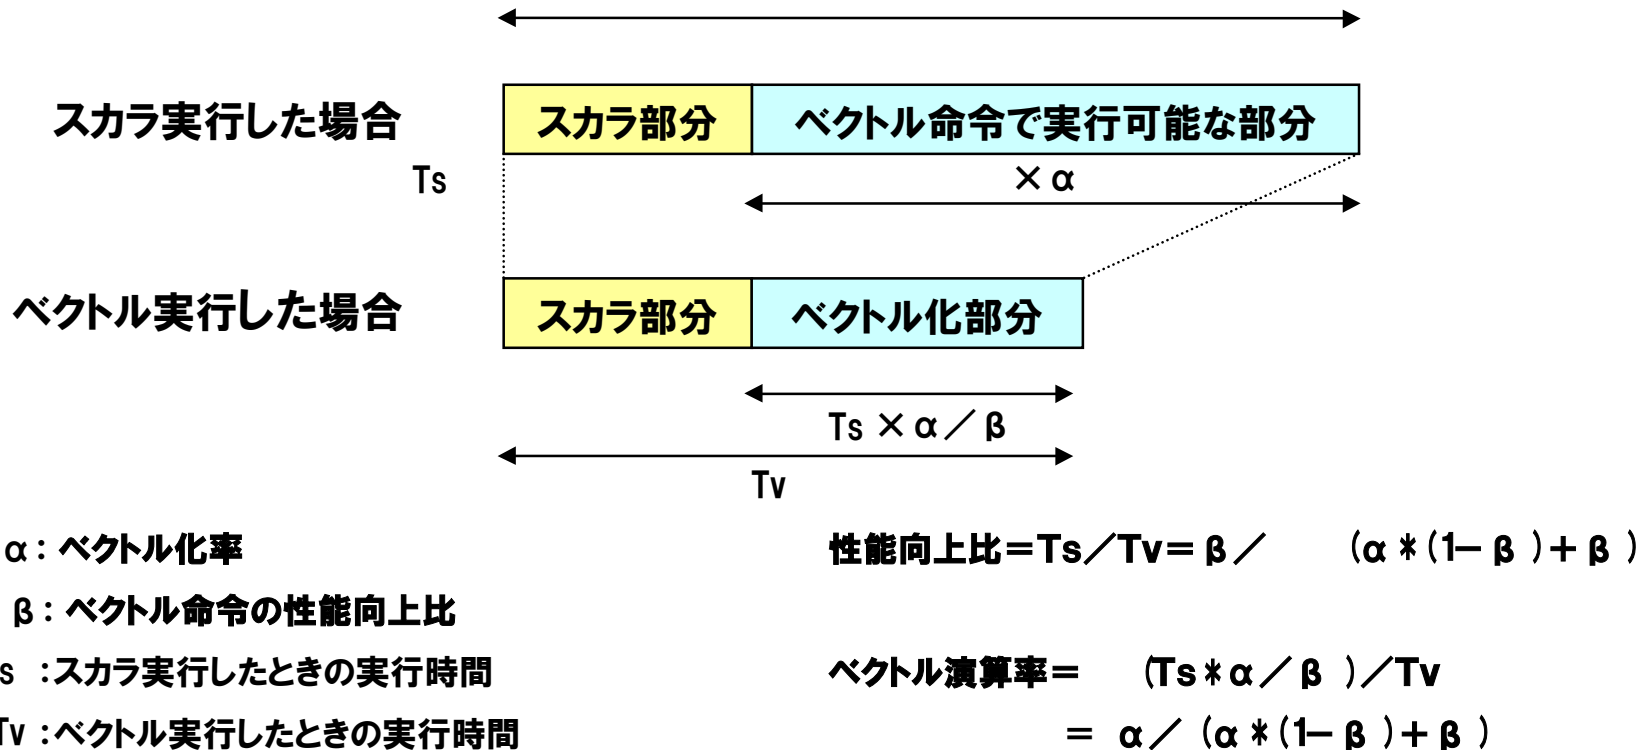 スカラ実行した場合
スカラ部分
ベクトル命令で実行可能な部分
Ts
×α
ベクトル実行した場合
スカラ部分
ベクトル化部分
Ts×α／β
Tv
α：ベクトル化率
性能向上比＝Ts／Tv＝β／ (α*(1−β)＋β)
β：ベクトル命令の性能向上比
s ：スカラ実行したときの実行時間
ベクトル演算率＝ (Ts*α／β)／Tv
Tv：ベクトル実行したときの実行時間
＝ α／(α*(1−β)＋β)